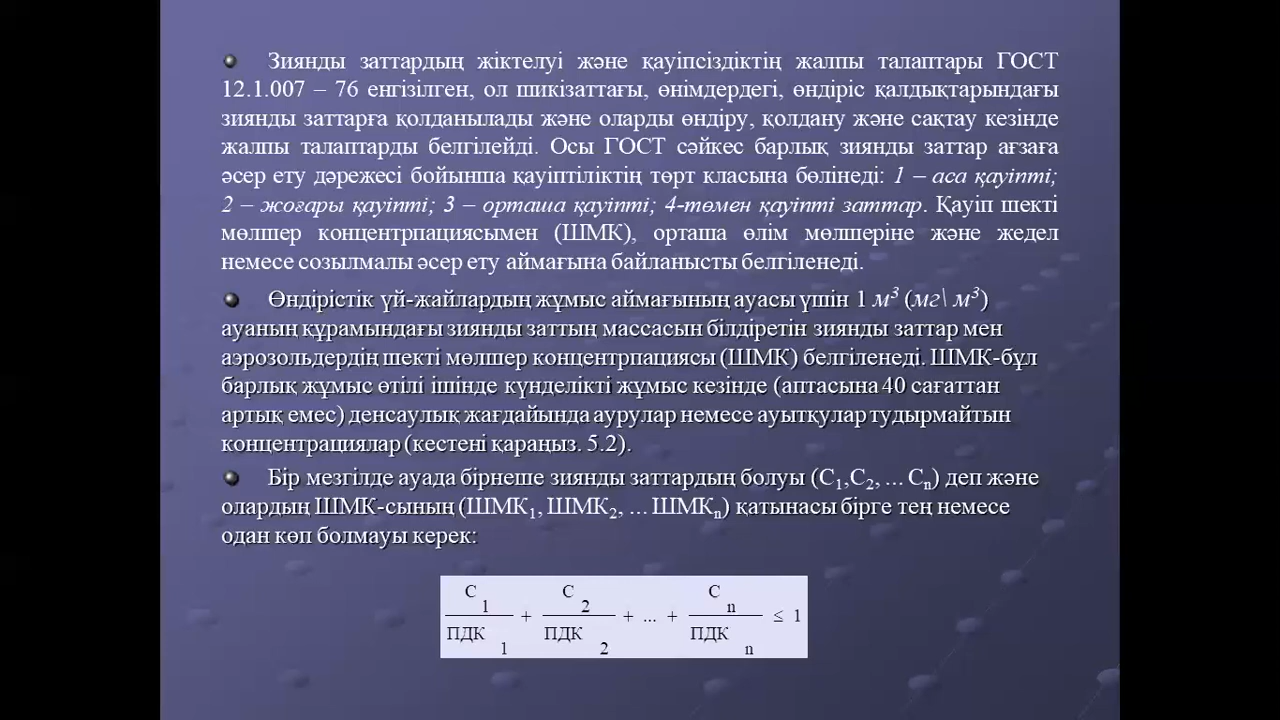 Зиянды заттардың жіктелуі және қауіпсіздіктің жалпы талаптары ГОСТ
12.1.007 – 76 енгізілген, ол шикізаттағы, өнімдердегі, өндіріс қалдықтарындағы
зиянды заттарға қолданылады және оларды өндіру, қолдану және сақтау кезінде
жалпы талаптарды белгілейді. Осы ГОСТ сәйкес барлық зиянды заттар ағзаға
әсер ету дәрежесі бойынша қауіптіліктің төрт класына бөлінеді: 1 – аса қауіпті;
2 – жоғары қауіпті; 3 – орташа қауіпті; 4-төмен қауіпті заттар. Қауіп шекті
мөлшер концентрпациясымен (ШМК), орташа өлім мөлшеріне және жедел
немесе созылмалы әсер ету аймағына байланысты белгіленеді.
Өндірістік үй-жайлардың жұмыс аймағының ауасы үшін 1 м³ (мг\ м³)
ауаның құрамындағы зиянды заттың массасын білдіретін зиянды заттар мен
аэрозольдердің шекті мөлшер концентрпациясы (ШМК) белгіленеді. ШМК-бұл
барлық жұмыс өтілі ішінде күнделікті жұмыс кезінде (аптасына 40 сағаттан
артық емес) денсаулық жағдайында аурулар немесе ауытқулар тудырмайтын
концентрациялар (кестені қараңыз. 5.2).
Бір мезгілде ауада бірнеше зиянды заттардың болуы (С₁,С₂, ... Сₙ) деп және
олардың ШМК-сының (ШМК₁, ШМК₂, ... ШМКₙ) қатынасы бірге тең немесе
одан көп болмауы керек:
С₁/ПДК₁ + С₂/ПДК₂ + ... + Сₙ/ПДКₙ ≤ 1